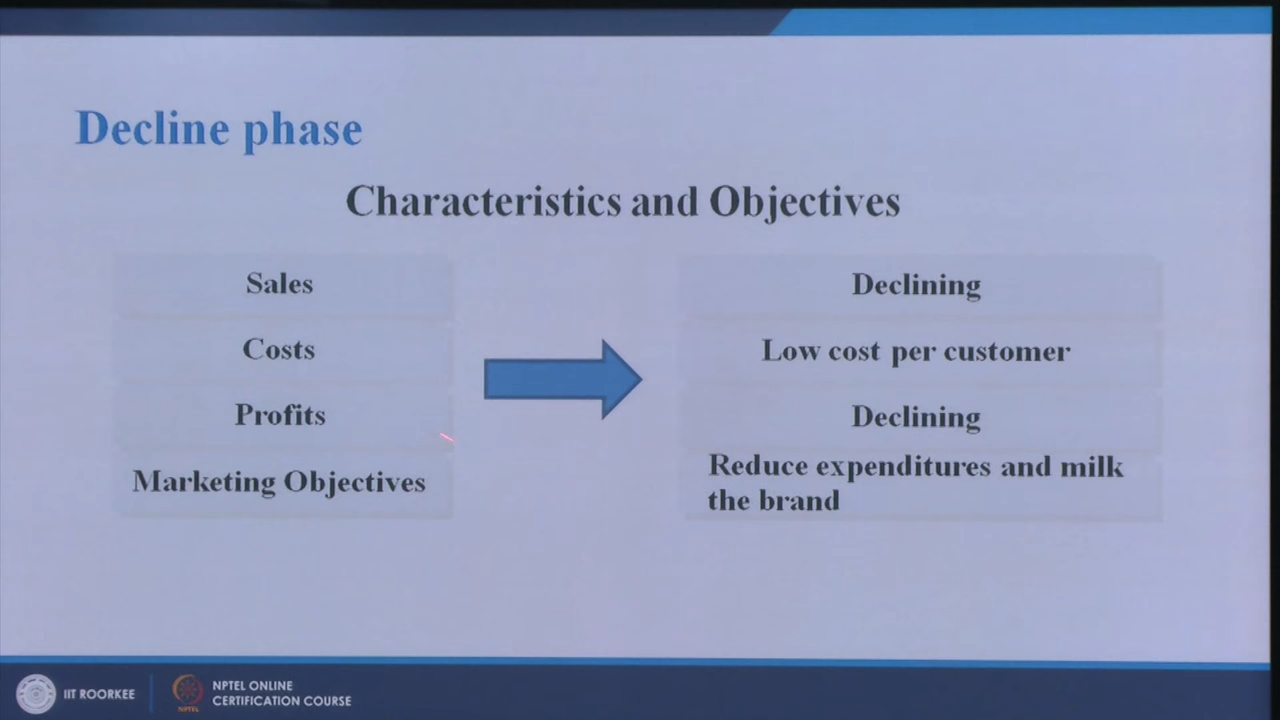 Decline phase
Characteristics and Objectives
Sales
Declining
Costs
Low cost per customer
Profits
Declining
Marketing Objectives
Reduce expenditures and milk
the brand
IIT ROORKEE
NPTEL
NPTEL ONLINE
CERTIFICATION COURSE